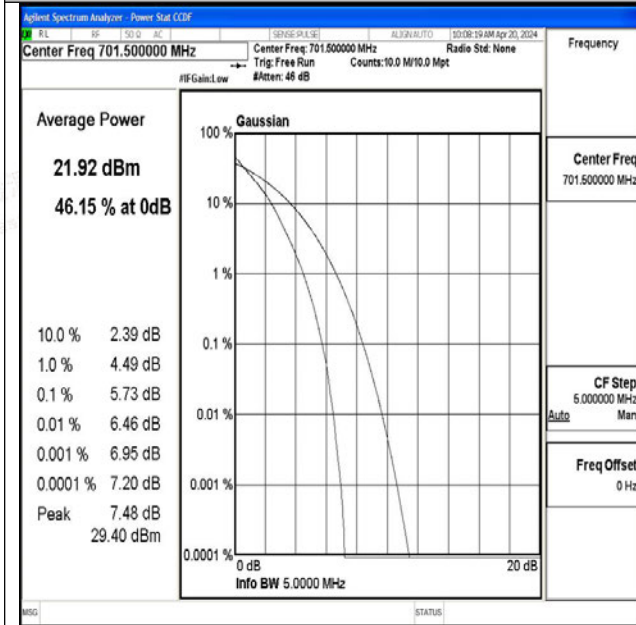 Agilent Spectrum Analyzer - Power Stat CCDF
RL RF 50 Ω AC SENSE:PULSE ALIGN AUTO 10:08:19 AM Apr 20, 2024
Center Freq 701.500000 MHz
Center Freq: 701.500000 MHz Radio Std: None
Trig: Free Run Counts:10.0 M/10.0 Mpt
#IFGain:Low #Atten: 46 dB
Frequency
Average Power
21.92 dBm
46.15 % at 0dB
10.0 % 2.39 dB
1.0 % 4.49 dB
0.1 % 5.73 dB
0.01 % 6.46 dB
0.001 % 6.95 dB
0.0001 % 7.20 dB
Peak 7.48 dB
29.40 dBm
Gaussian
100 %
10 %
1 %
0.1 %
0.01 %
0.001 %
0.0001 %
0 dB 20 dB
Info BW 5.0000 MHz
Center Freq
701.500000 MHz
CF Step
5.000000 MHz
Auto Man
Freq Offset
0 Hz
MSG STATUS